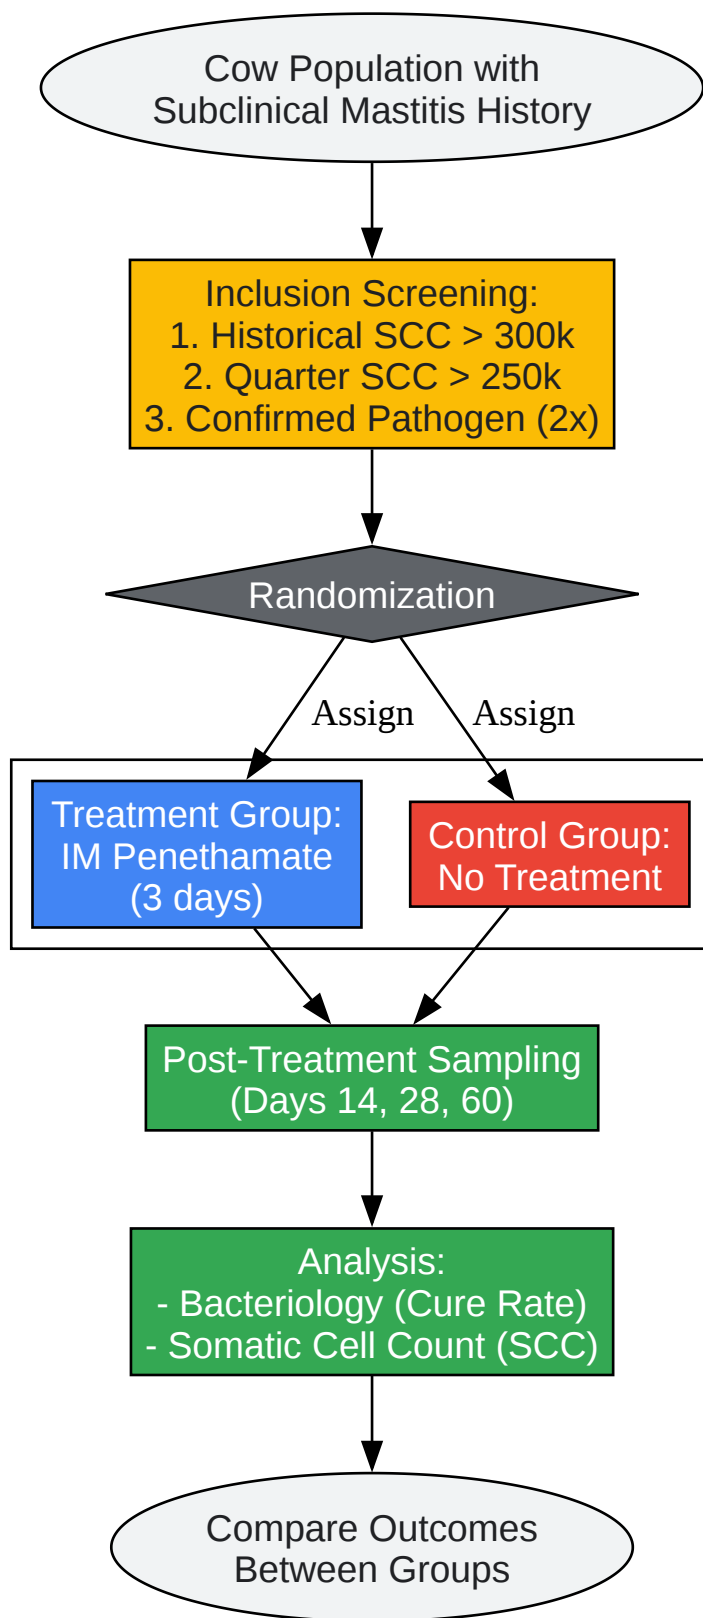 Cow Population with
Subclinical Mastitis History
Inclusion Screening:
1. Historical SCC > 300k
2. Quarter SCC > 250k
3. Confirmed Pathogen (2x)
Randomization
Assign
Assign
Treatment Group:
IM Penethamate
(3 days)
Control Group:
No Treatment
Post-Treatment Sampling
(Days 14, 28, 60)
Analysis:
- Bacteriology (Cure Rate)
- Somatic Cell Count (SCC)
Compare Outcomes
Between Groups